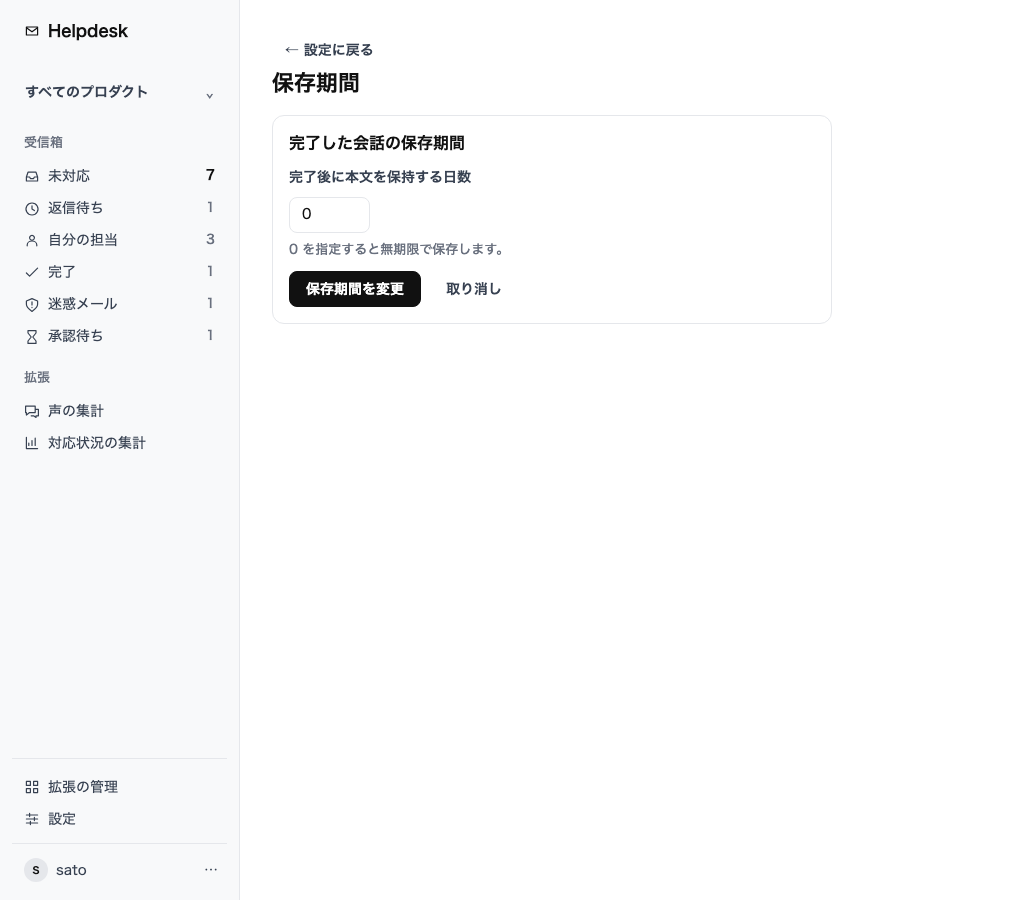 Helpdesk
すべてのプロダクト
受信箱
未対応 7
返信待ち 1
自分の担当 3
完了 1
迷惑メール 1
承認待ち 1
拡張
声の集計
対応状況の集計
拡張の管理
設定
S sato ...
← 設定に戻る
保存期間
完了した会話の保存期間
完了後に本文を保持する日数
0
0 を指定すると無期限で保存します。
保存期間を変更 取り消し